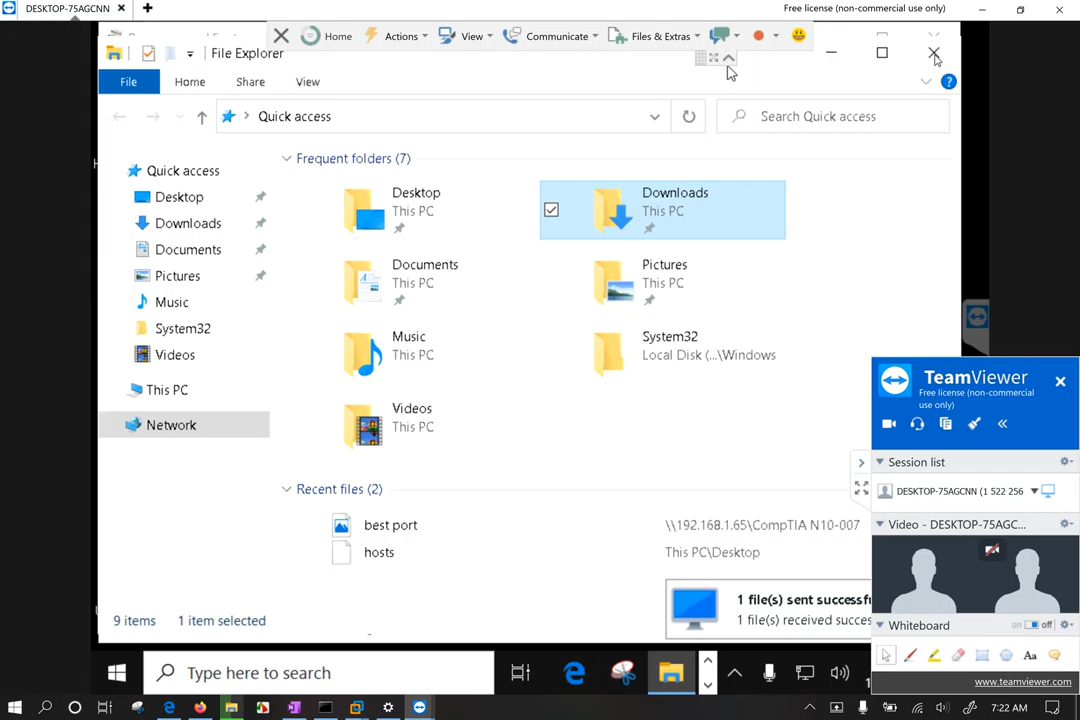 DESKTOP-75AGCNN
Free license (non-commercial use only)
Home
Actions
View
Communicate
Files & Extras
File Explorer
File
Home
Share
View
Quick access
Search Quick access
Quick access
Desktop
Downloads
Documents
Pictures
Music
System32
Videos
This PC
Network
Frequent folders (7)
Desktop
This PC
Downloads
This PC
Documents
This PC
Pictures
This PC
Music
This PC
System32
Local Disk (...\Windows
Videos
This PC
Recent files (2)
best port
\\192.168.1.65\CompTIA N10-007
hosts
This PC\Desktop
9 items
1 item selected
1 file(s) sent successf
1 file(s) received succes
TeamViewer
Free license (non-commercial
use only)
Session list
DESKTOP-75AGCNN (1 522 256
Video - DESKTOP-75AGC...
Whiteboard
on
off
Aa
www.teamviewer.com
Type here to search
7:22 AM